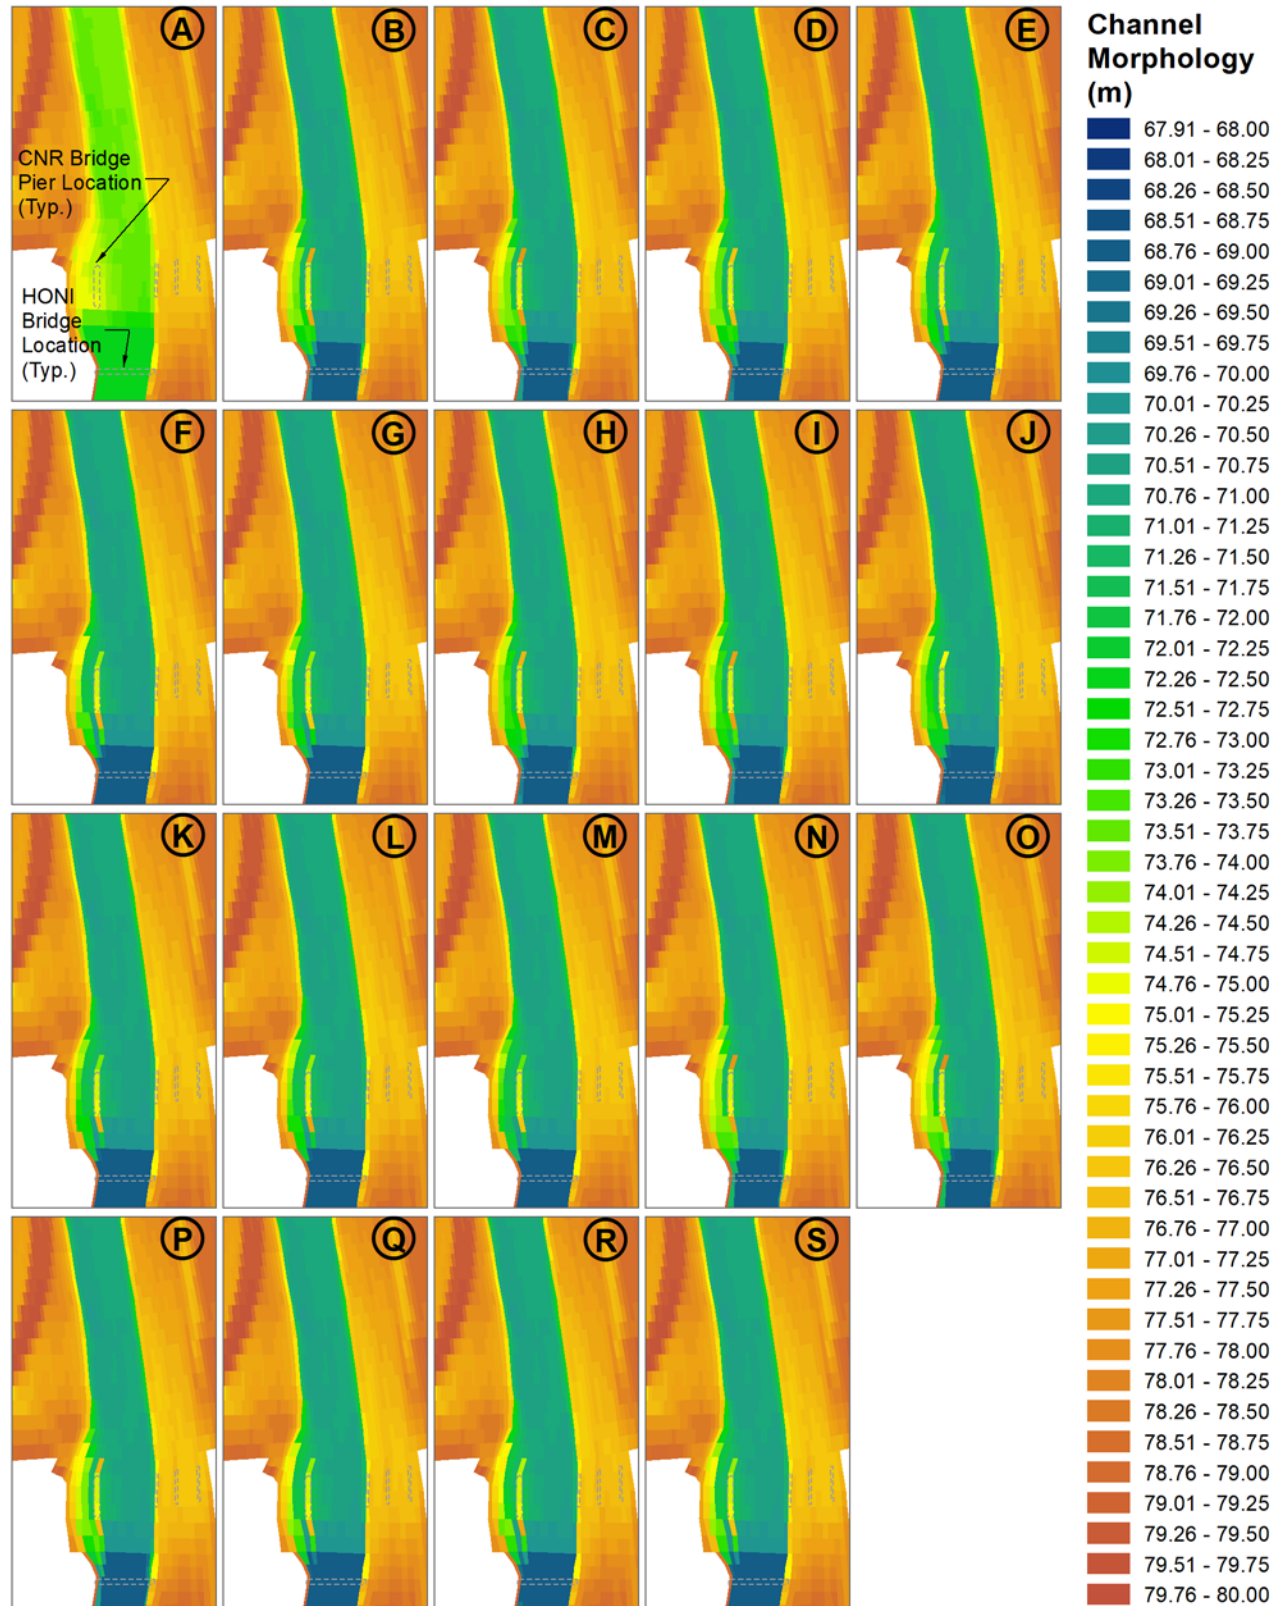 A
B
C
D
E
CNR Bridge
Pier Location
(Typ.)
HONI
Bridge
Location
(Typ.)
F
G
H
I
J
K
L
M
N
O
P
Q
R
S
Channel
Morphology
(m)
67.91 - 68.00
68.01 - 68.25
68.26 - 68.50
68.51 - 68.75
68.76 - 69.00
69.01 - 69.25
69.26 - 69.50
69.51 - 69.75
69.76 - 70.00
70.01 - 70.25
70.26 - 70.50
70.51 - 70.75
70.76 - 71.00
71.01 - 71.25
71.26 - 71.50
71.51 - 71.75
71.76 - 72.00
72.01 - 72.25
72.26 - 72.50
72.51 - 72.75
72.76 - 73.00
73.01 - 73.25
73.26 - 73.50
73.51 - 73.75
73.76 - 74.00
74.01 - 74.25
74.26 - 74.50
74.51 - 74.75
74.76 - 75.00
75.01 - 75.25
75.26 - 75.50
75.51 - 75.75
75.76 - 76.00
76.01 - 76.25
76.26 - 76.50
76.51 - 76.75
76.76 - 77.00
77.01 - 77.25
77.26 - 77.50
77.51 - 77.75
77.76 - 78.00
78.01 - 78.25
78.26 - 78.50
78.51 - 78.75
78.76 - 79.00
79.01 - 79.25
79.26 - 79.50
79.51 - 79.75
79.76 - 80.00